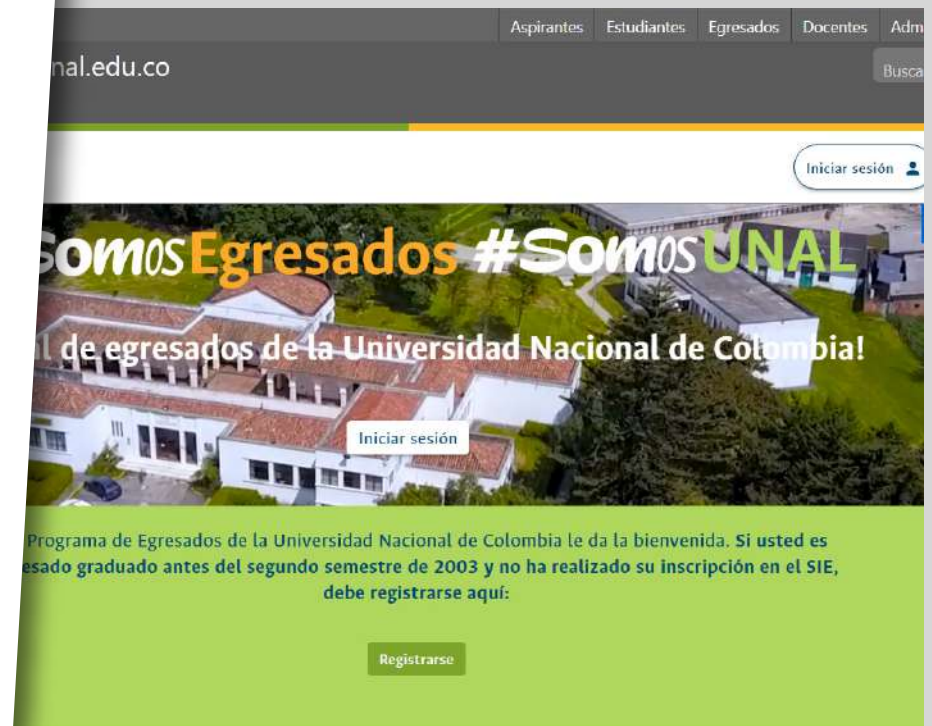 Aspirantes Estudiantes Egresados Docentes Adm
nal.edu.co
Busca
Iniciar sesión
SomosEgresados #SomosUNAL
l de egresados de la Universidad Nacional de Colombia!
Iniciar sesión
Programa de Egresados de la Universidad Nacional de Colombia le da la bienvenida. Si usted es
esado graduado antes del segundo semestre de 2003 y no ha realizado su inscripción en el SIE,
debe registrarse aquí:
Registrarse